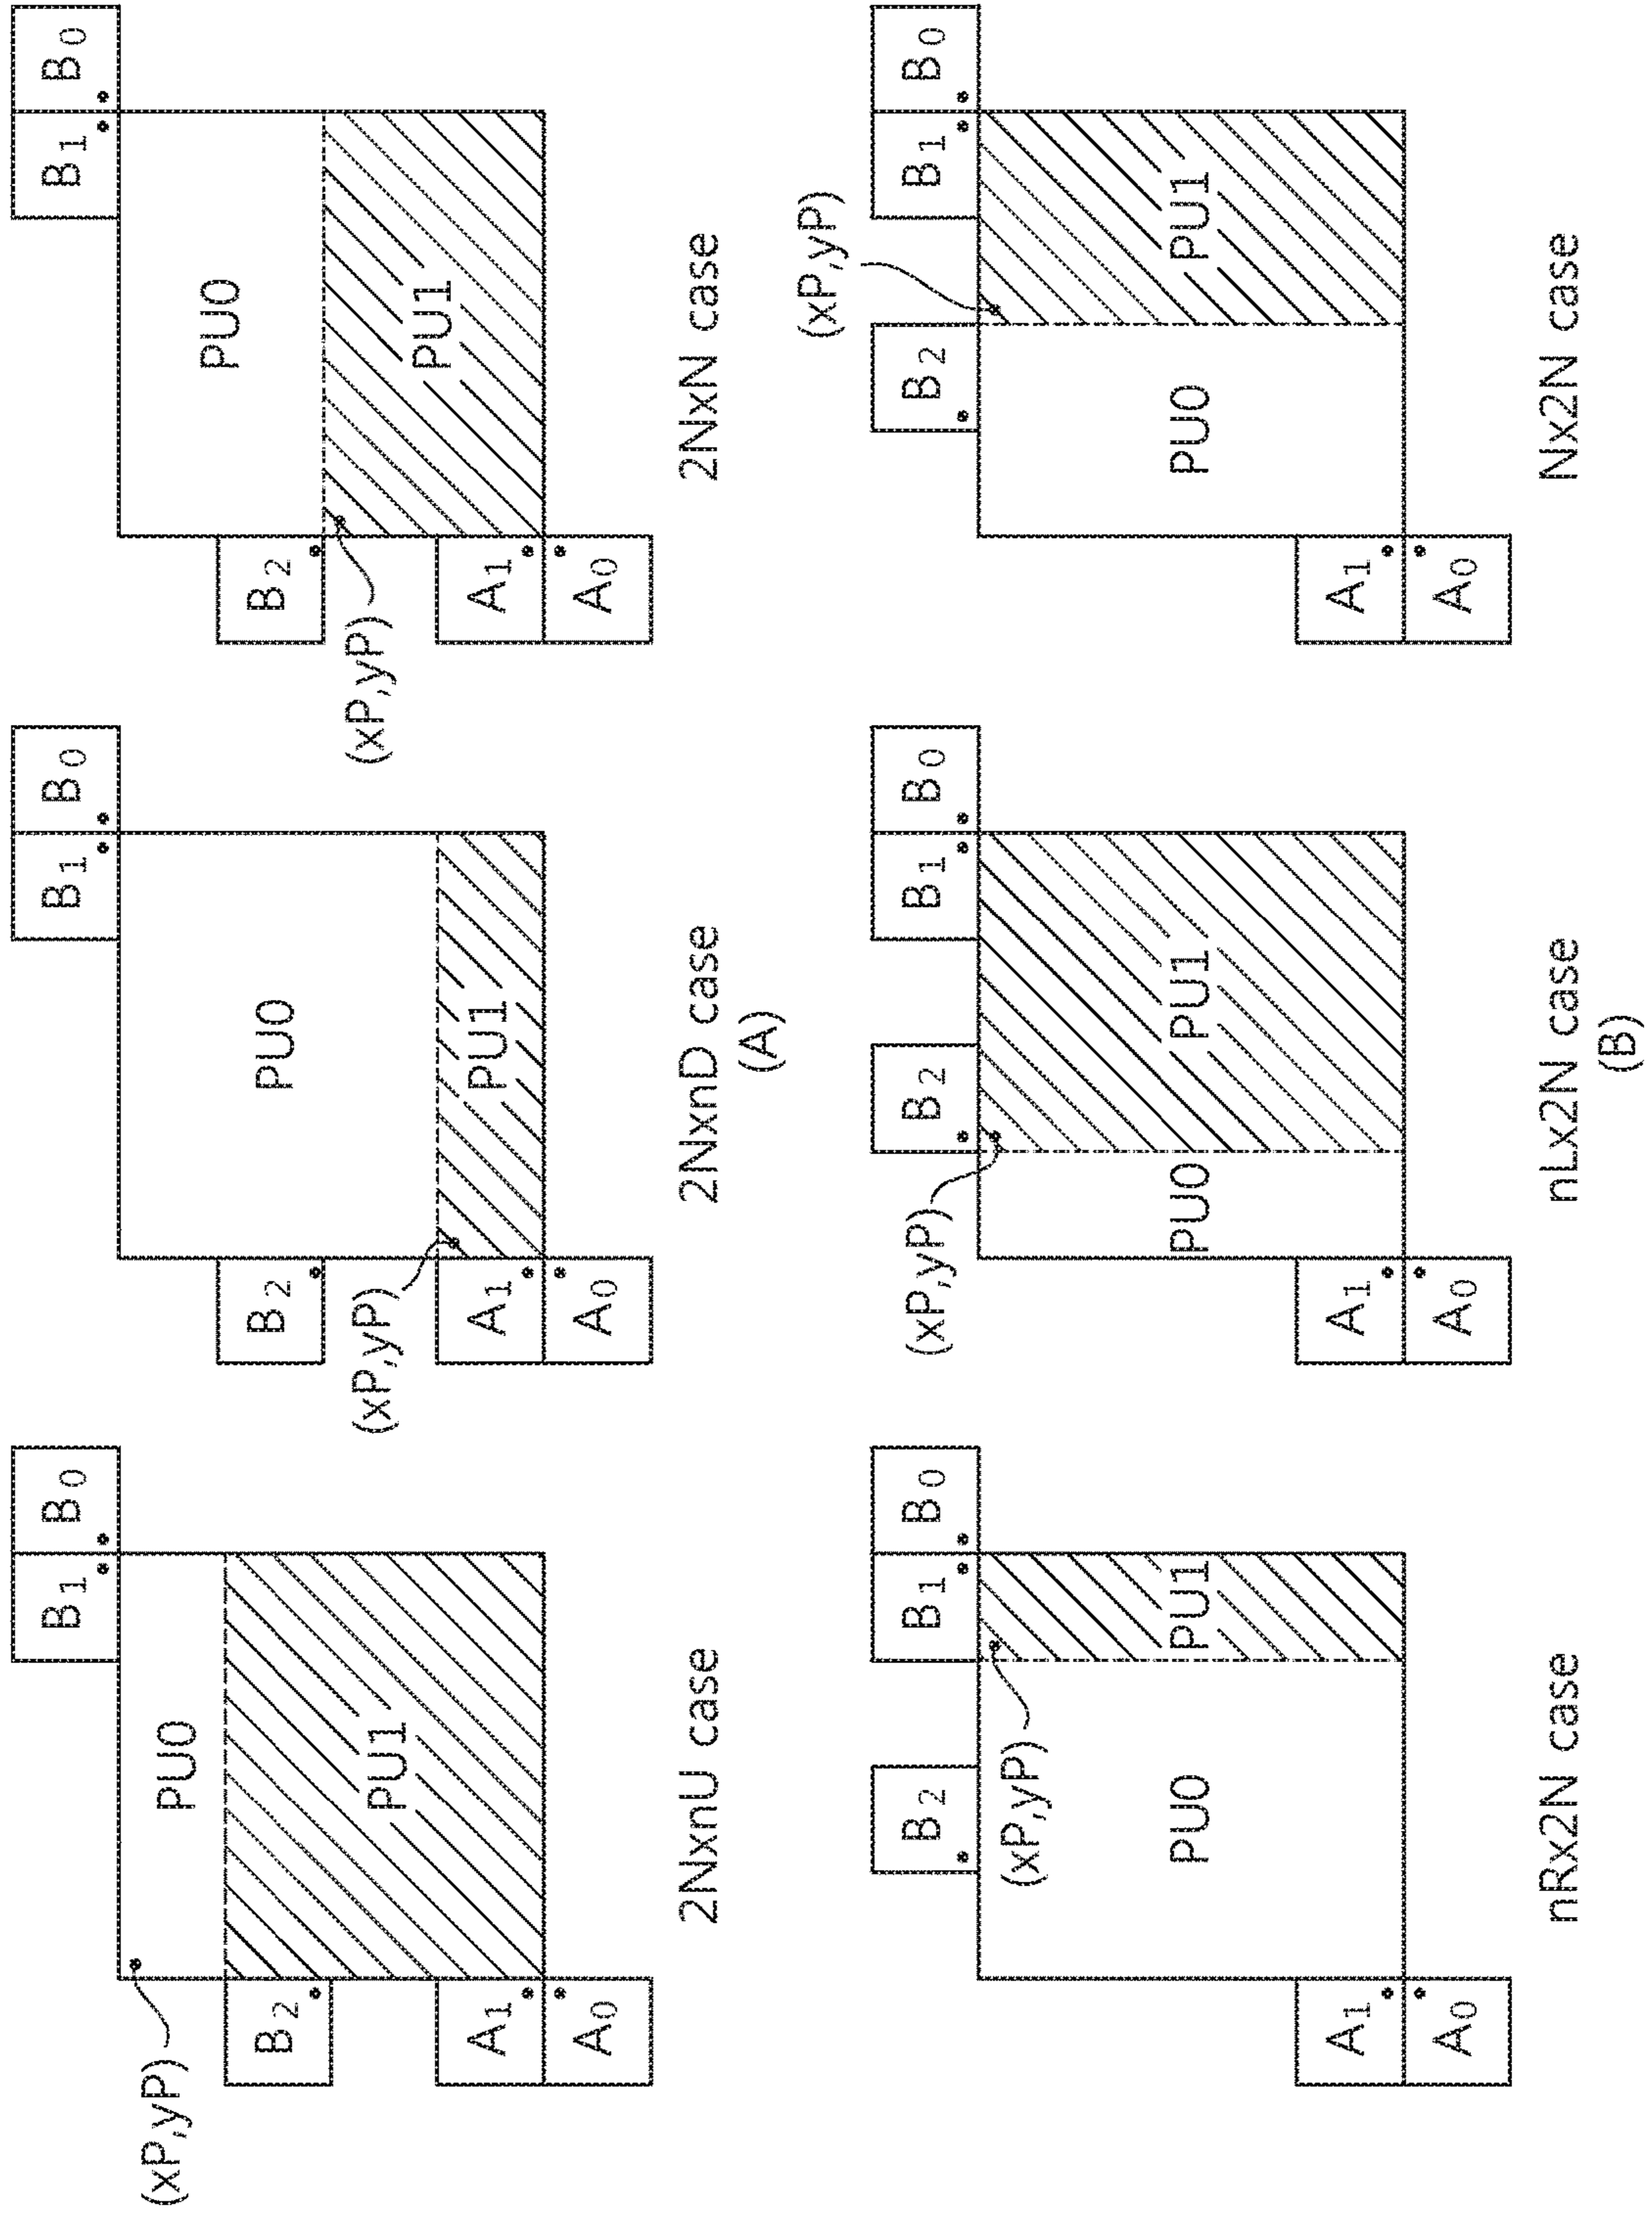 B1 B0
(xP,yP)
PU0
B2
PU1
A1
A0
2NxnU case
B1 B0
PU0
B2
(xP,yP)
A1 PU1
A0
2NxnD case
(A)
B1 B0
PU0
B2
(xP,yP)
PU1
A1
A0
2NxN case
B2 B1 B0
(xP,yP)
PU0 PU1
A1
A0
nRx2N case
B2 B1 B0
(xP,yP)
PU0 PU1
A1
A0
nLx2N case
(B)
(xP,yP)
B2 B1 B0
PU0 PU1
A1
A0
Nx2N case